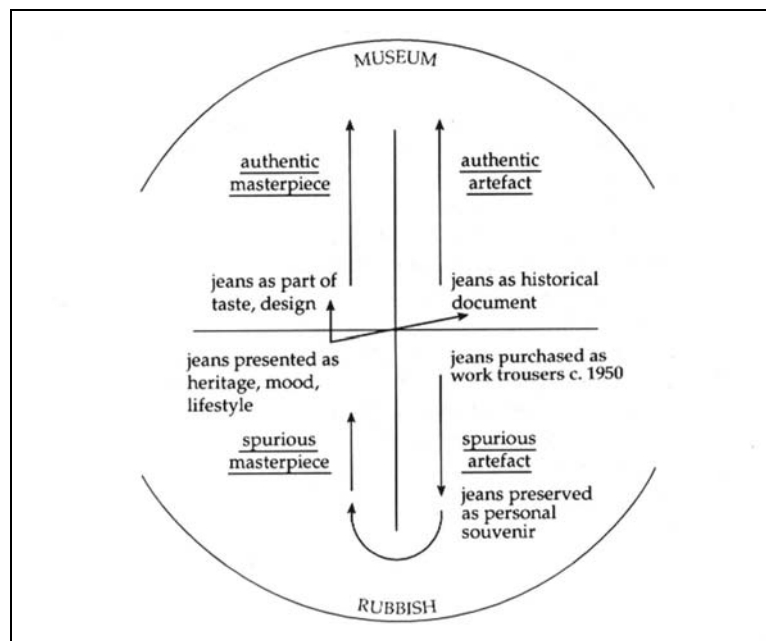 MUSEUM
authentic
masterpiece
authentic
artefact
jeans as part of
taste, design
jeans as historical
document
jeans presented as
heritage, mood,
lifestyle
jeans purchased as
work trousers c. 1950
spurious
masterpiece
spurious
artefact
jeans preserved
as personal
souvenir
RUBBISH